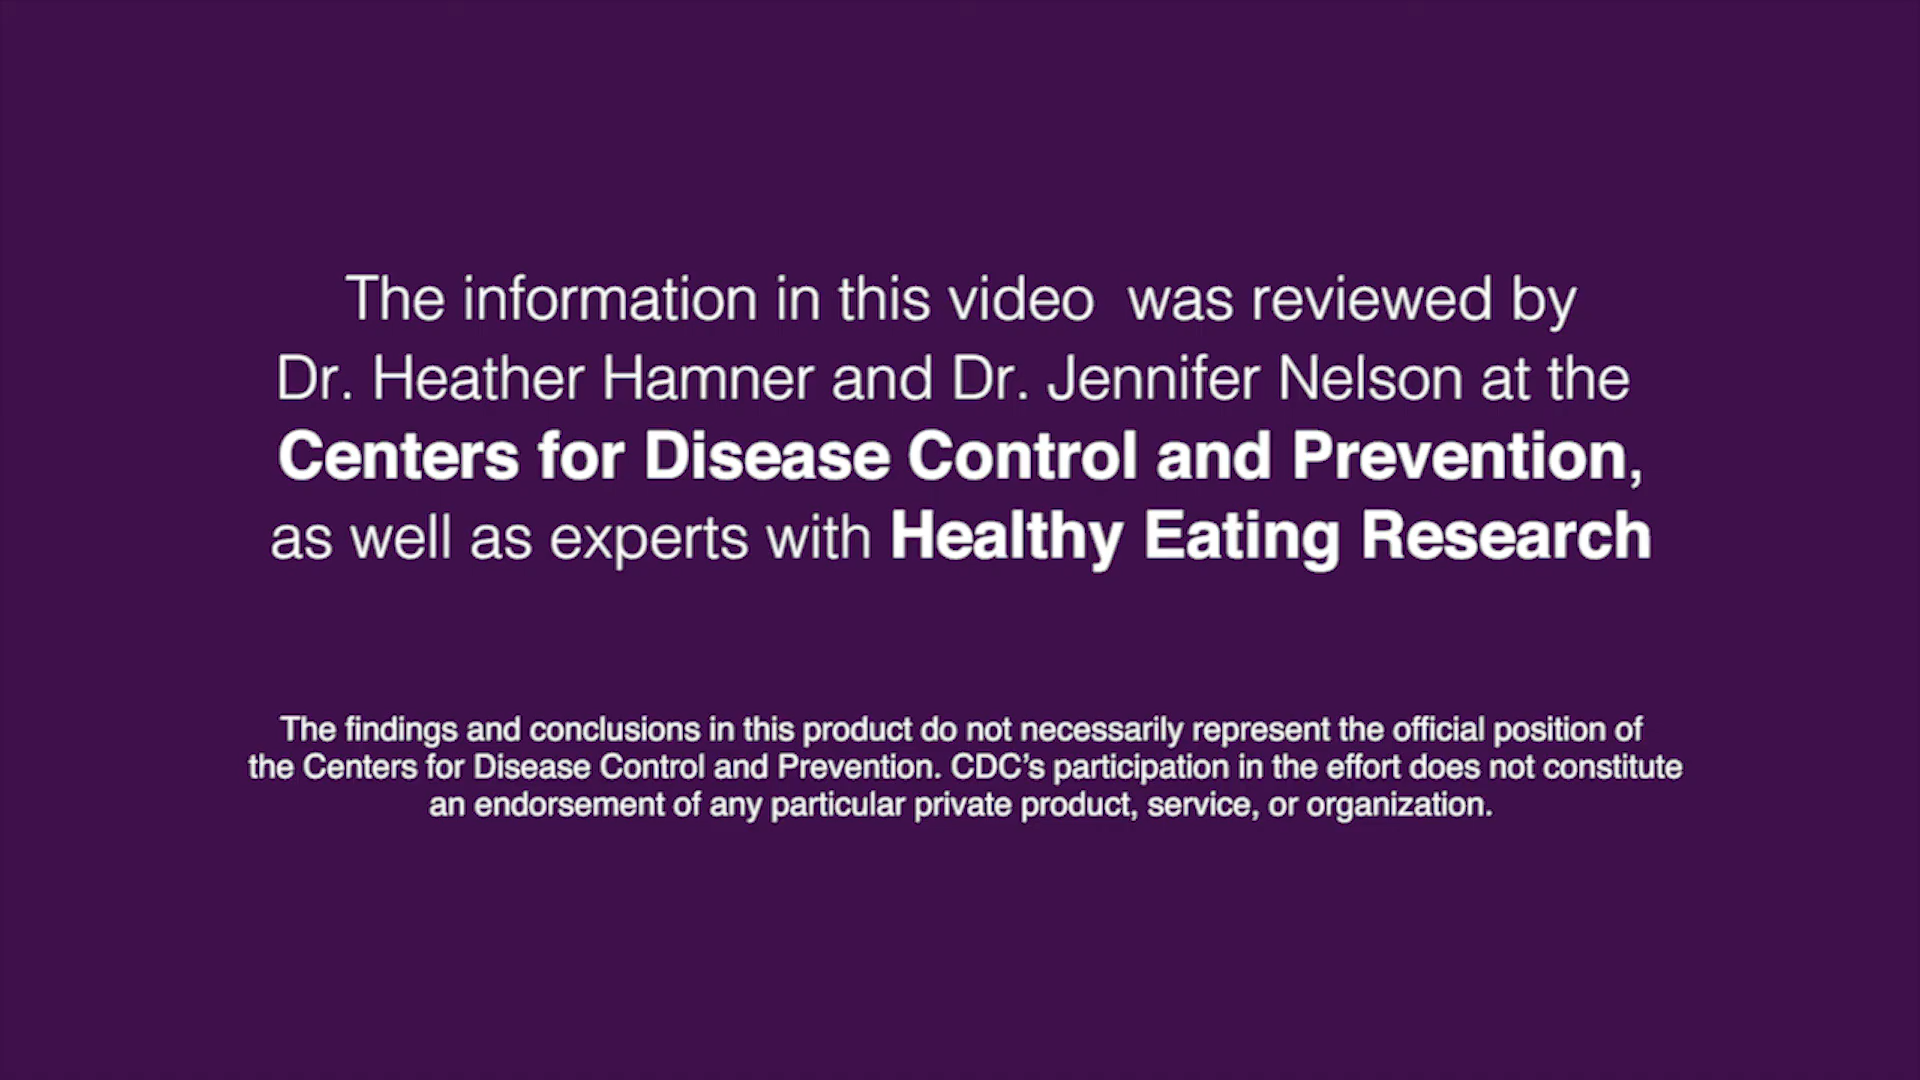 The information in this video  was reviewed by
Dr. Heather Hamner and Dr. Jennifer Nelson at the
Centers for Disease Control and Prevention,
as well as experts with Healthy Eating Research
The findings and conclusions in this product do not necessarily represent the official position of
the Centers for Disease Control and Prevention. CDC’s participation in the effort does not constitute
an endorsement of any particular private product, service, or organization.